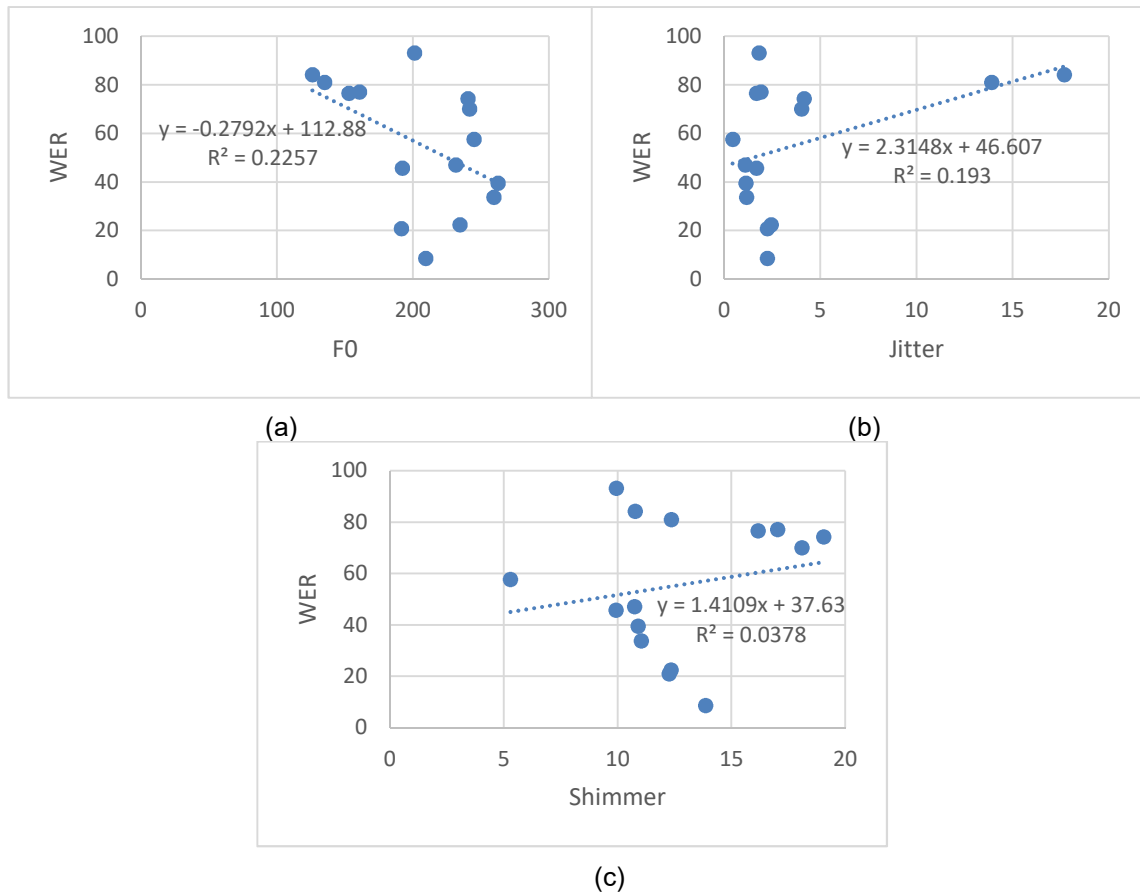 WER
100
80
60
40
20
0
y = -0.2792x + 112.88
R² = 0.2257
0 100 200 300
F0
(a)
WER
100
80
60
40
20
0
y = 2.3148x + 46.607
R² = 0.193
0 5 10 15 20
Jitter
(b)
WER
100
80
60
40
20
0
y = 1.4109x + 37.63
R² = 0.0378
0 5 10 15 20
Shimmer
(c)